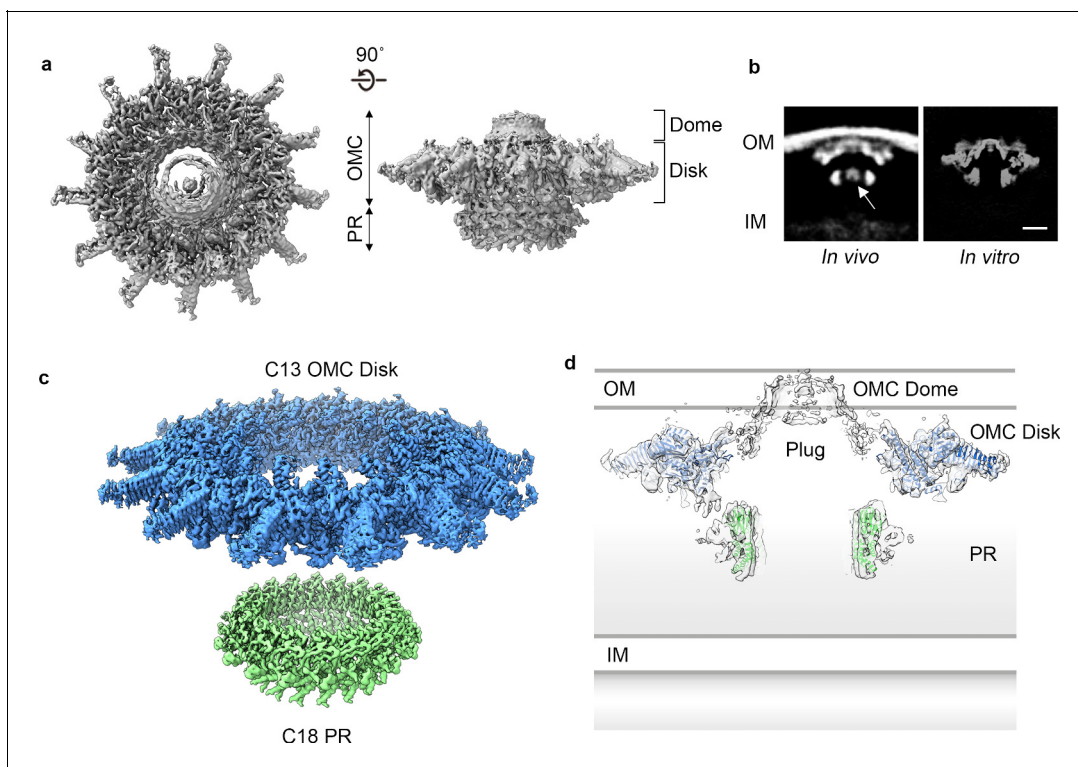 a
90°
OMC
PR
Dome
Disk
b
OM
IM
In vivo
In vitro
c
C13 OMC Disk
C18 PR
d
OM
OMC Dome
OMC Disk
Plug
PR
IM